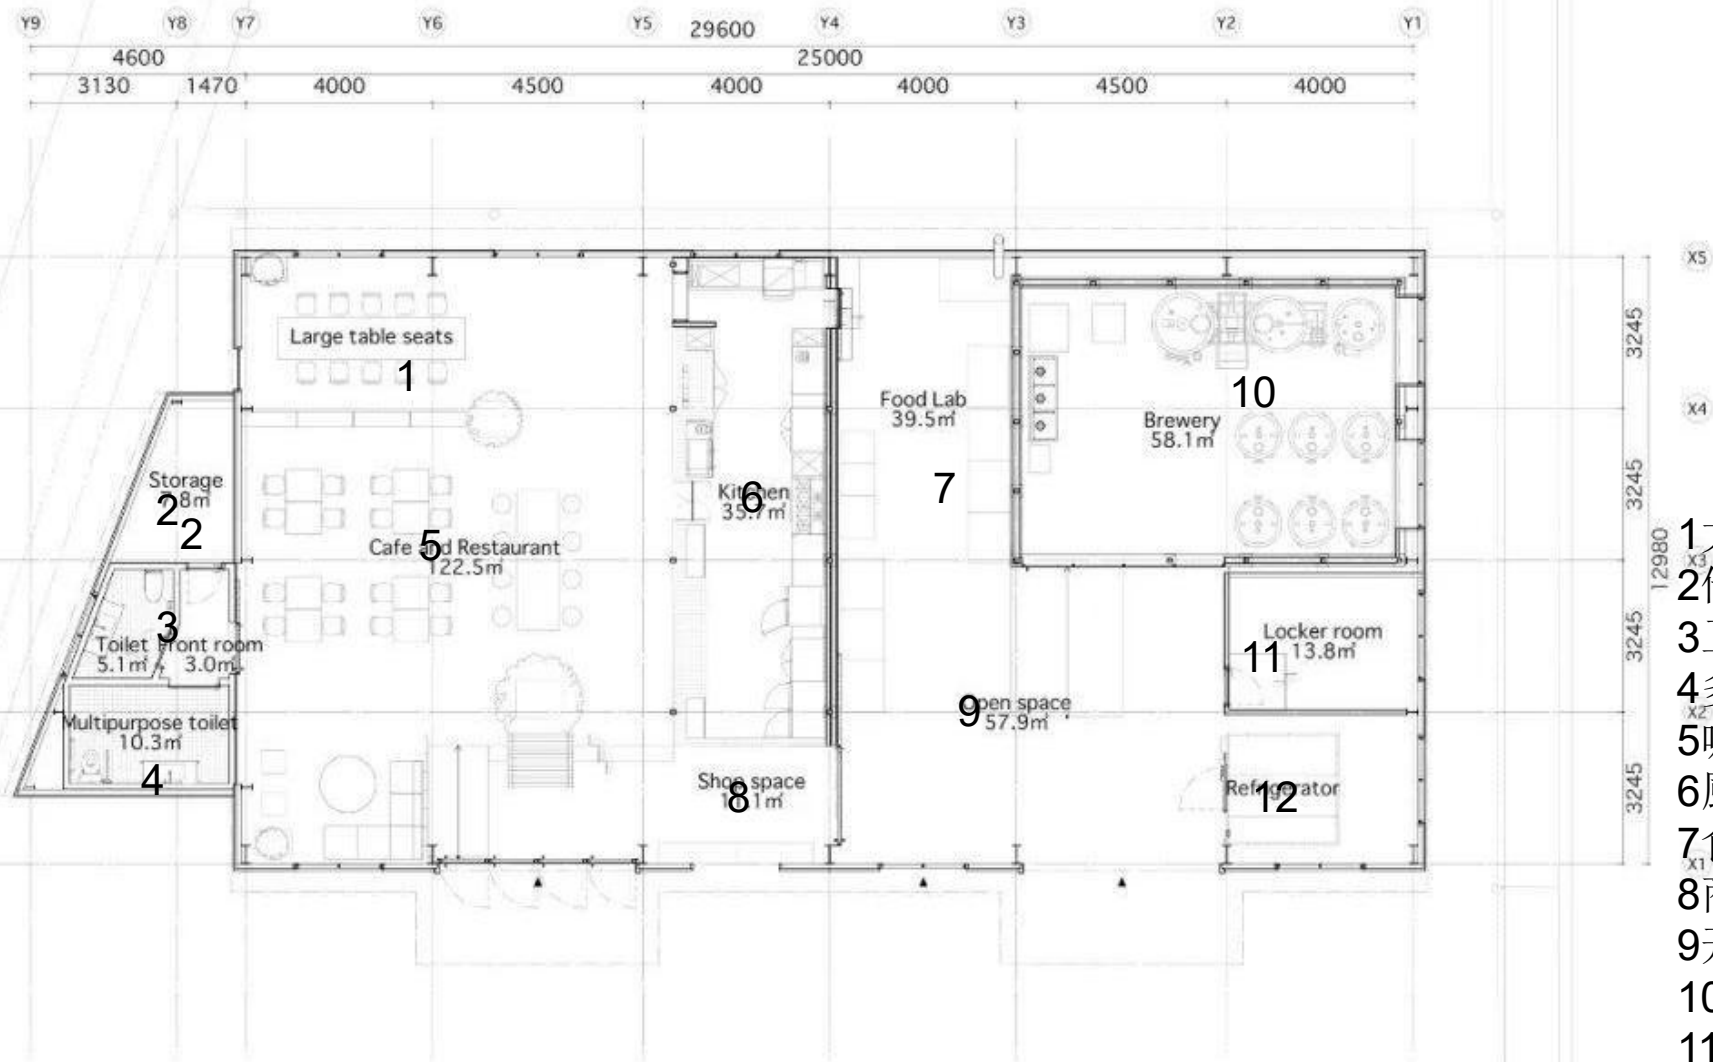 Y9 Y8 Y7 Y6 Y5 Y4 Y3 Y2 Y1
29600
4600 25000
3130 1470 4000 4500 4000 4000 4500 4000
X5
Large table seats
1
3245
10
Food Lab
39.5㎡
Brewery
58.1㎡
X4
Storage
2
2
7
Kitchen
6
35.7㎡
3245
5
Cafe and Restaurant
122.5㎡
12980
1
X3
2
3
Toilet
5.1㎡
Front room
3.0㎡
Locker room
13.8㎡
11
3245
3
4
Multipurpose toilet
10.3㎡
4
9
Open space
57.9㎡
X2
5
Shop space
8
Refrigerator
12
3245
6
7
X1
8
9
10
11